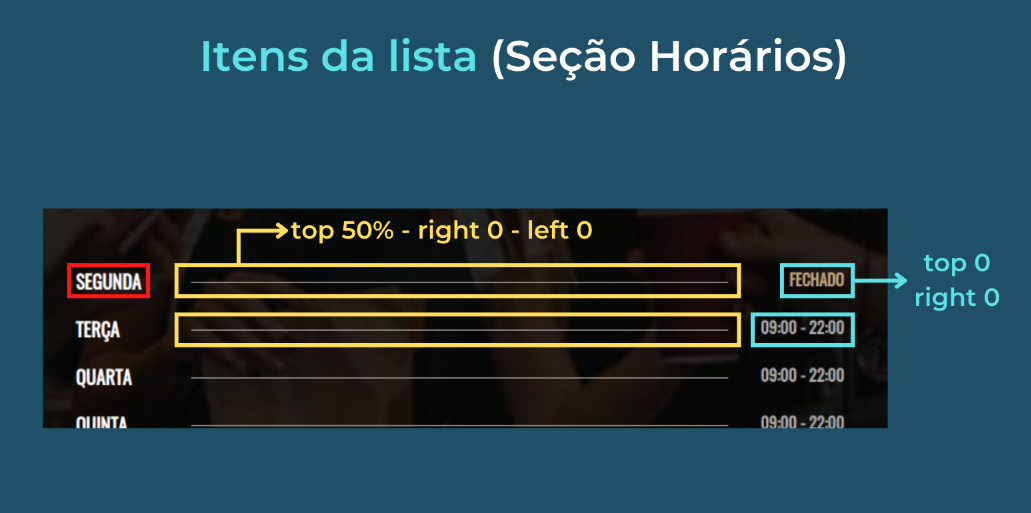 Itens da lista (Seção Horários)
top 50% - right 0 - left 0
SEGUNDA FECHADO
top 0
right 0
TERÇA 09:00 - 22:00
QUARTA 09:00 - 22:00
QUINTA 09:00 - 22:00